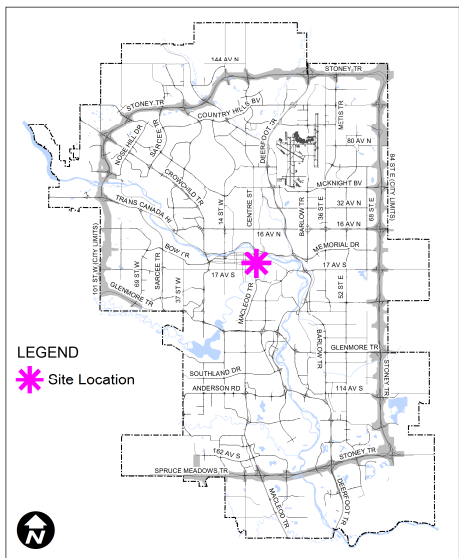 144 AV N
STONEY TR
STONEY TR
COUNTRY HILLS BV
NOSE HILL DR
SARCEE TR
DEERFOOT TR
METIS TR
80 AV N
84 ST E (CITY LIMITS)
CROWCHILD TR
MCKNIGHT BV
TRANS CANADA HI
14 ST W
CENTRE ST
BARLOW TR
36 ST E
32 AV N
68 ST E
16 AV N
16 AV N
101 ST W (CITY LIMITS)
BOW TR
MEMORIAL DR
69 ST W
SARCEE TR
37 ST W
17 AV S
17 AV S
MACLEOD TR
52 ST E
GLENMORE TR
BARLOW TR
GLENMORE TR
LEGEND
Site Location
SOUTHLAND DR
ANDERSON RD
114 AV S
STONEY TR
162 AV S
STONEY TR
SPRUCE MEADOWS TR
MACLEOD TR
DEERFOOT TR
N